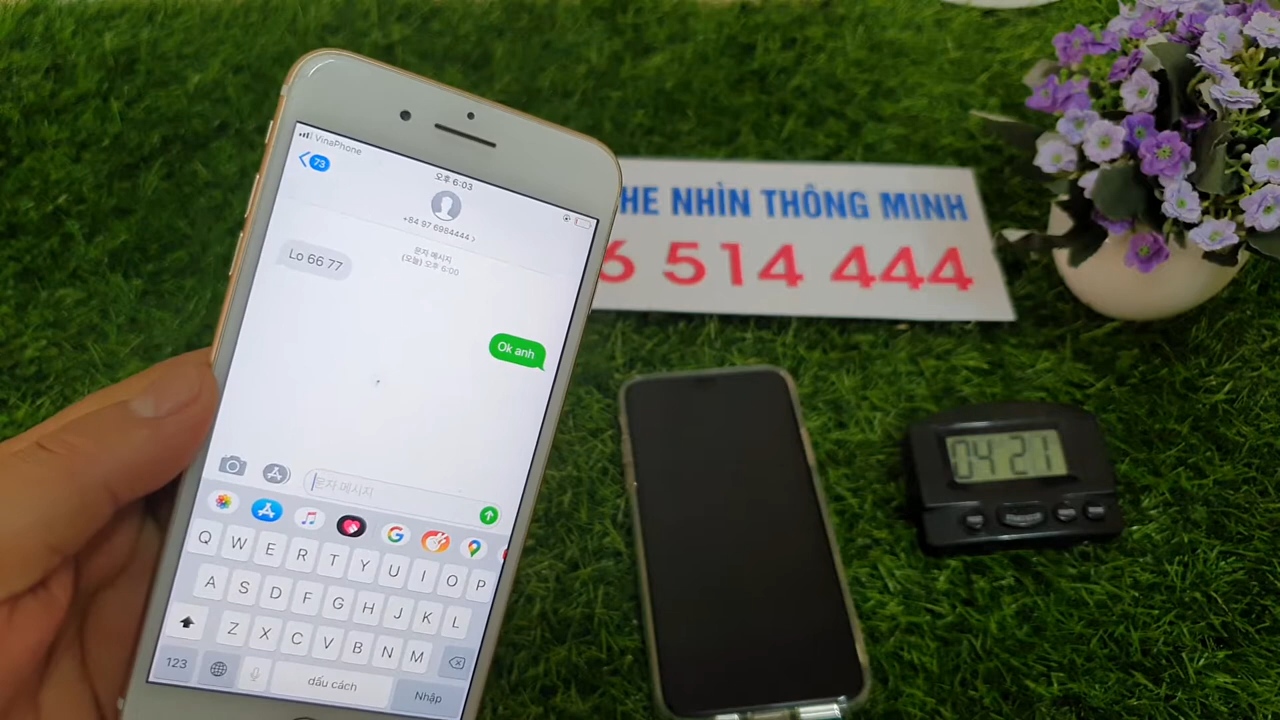 VinaPhone
오후 6:03
73
+84 97 6984444 >
문자 메시지
(오늘) 오후 6:00
Lo 66 77
Ok anh
문자 메시지
Q W E R T Y U I O P
A S D F G H J K L
Z X C V B N M
123 dấu cách Nhập
HE NHÌN THÔNG MINH
6 514 444
04 21